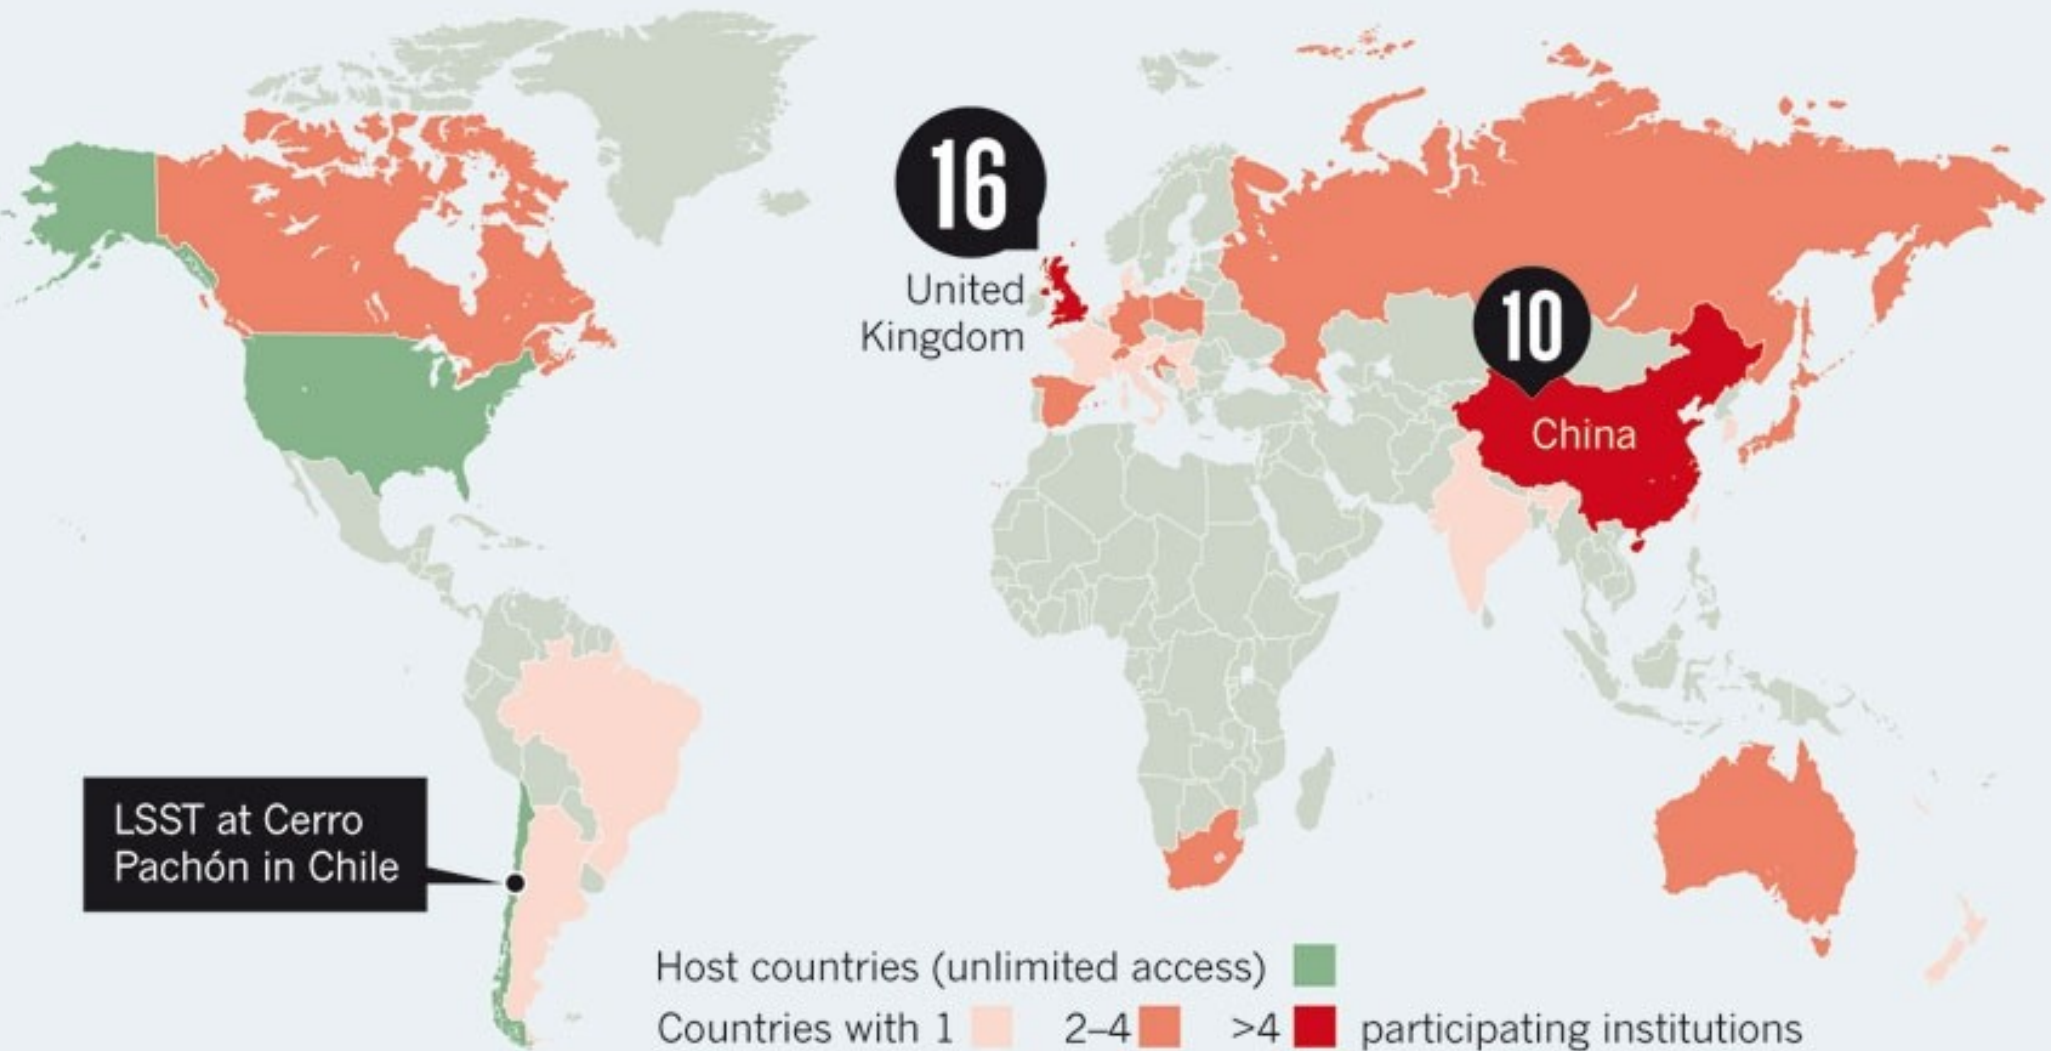 16
United
Kingdom
10
China
LSST at Cerro
Pachón in Chile
Host countries (unlimited access)
Countries with 1 2–4 >4 participating institutions